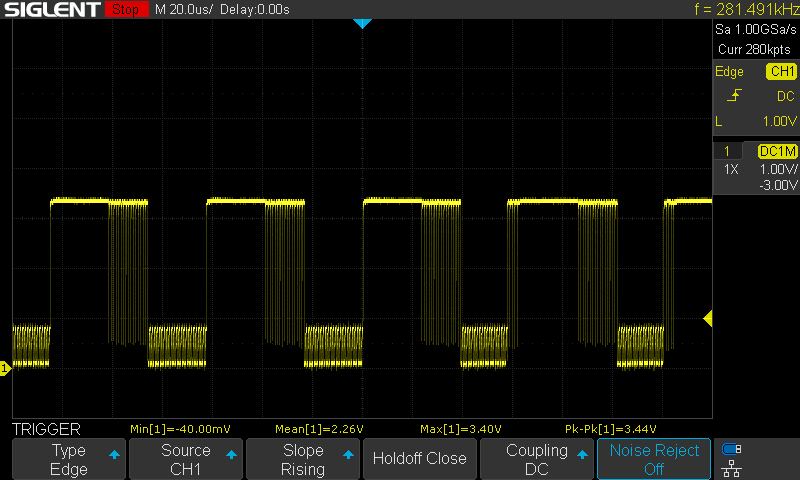 SIGLENT Stop M 20.0us/ Delay:0.00s f = 281.491kHz
Sa 1.00GSa/s
Curr 280kpts
Edge CH1
DC
L 1.00V
1 DC1M
1X 1.00V/
-3.00V
1
TRIGGER Min[1]=-40.00mV Mean[1]=2.26V Max[1]=3.40V Pk-Pk[1]=3.44V
Type Source Slope Holdoff Close Coupling Noise Reject
Edge CH1 Rising DC Off